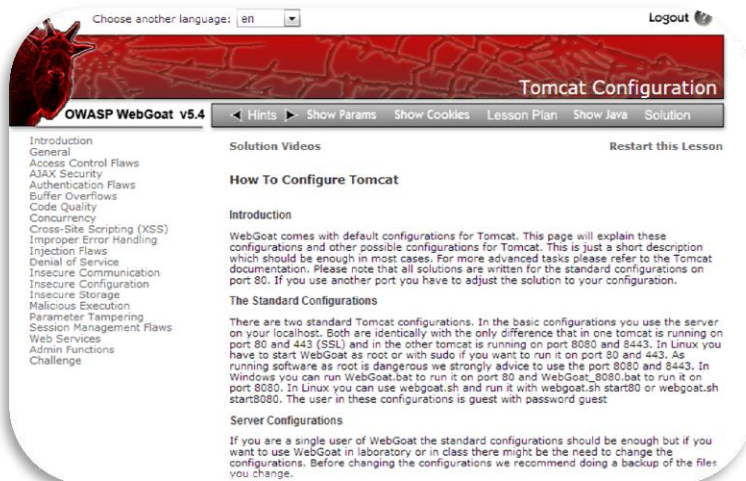 Choose another language: en
Logout
Tomcat Configuration
OWASP WebGoat v5.4
Hints Show Params Show Cookies Lesson Plan Show Java Solution
Introduction
General
Access Control Flaws
AJAX Security
Authentication Flaws
Buffer Overflows
Code Quality
Concurrency
Cross-Site Scripting (XSS)
Improper Error Handling
Injection Flaws
Denial of Service
Insecure Communication
Insecure Configuration
Insecure Storage
Malicious Execution
Parameter Tampering
Session Management Flaws
Web Services
Admin Functions
Challenge
Solution Videos
Restart this Lesson
How To Configure Tomcat
Introduction
WebGoat comes with default configurations for Tomcat. This page will explain these
configurations and other possible configurations for Tomcat. This is just a short description
which should be enough in most cases. For more advanced tasks please refer to the Tomcat
documentation. Please note that all solutions are written for the standard configurations on
port 80. If you use another port you have to adjust the solution to your configuration.
The Standard Configurations
There are two standard Tomcat configurations. In the basic configurations you use the server
on your localhost. Both are identically with the only difference that in one tomcat is running on
port 80 and 443 (SSL) and in the other tomcat is running on port 8080 and 8443. In Linux you
have to start WebGoat as root or with sudo if you want to run it on port 80 and 443. As
running software as root is dangerous we strongly advice to use the port 8080 and 8443. In
Windows you can run WebGoat.bat to run it on port 80 and WebGoat_8080.bat to run it on
port 8080. In Linux you can use webgoat.sh and run it with webgoat.sh start80 or webgoat.sh
start8080. The user in these configurations is guest with password guest
Server Configurations
If you are a single user of WebGoat the standard configurations should be enough but if you
want to use WebGoat in laboratory or in class there might be the need to change the
configurations. Before changing the configurations we recommend doing a backup of the files
you change.